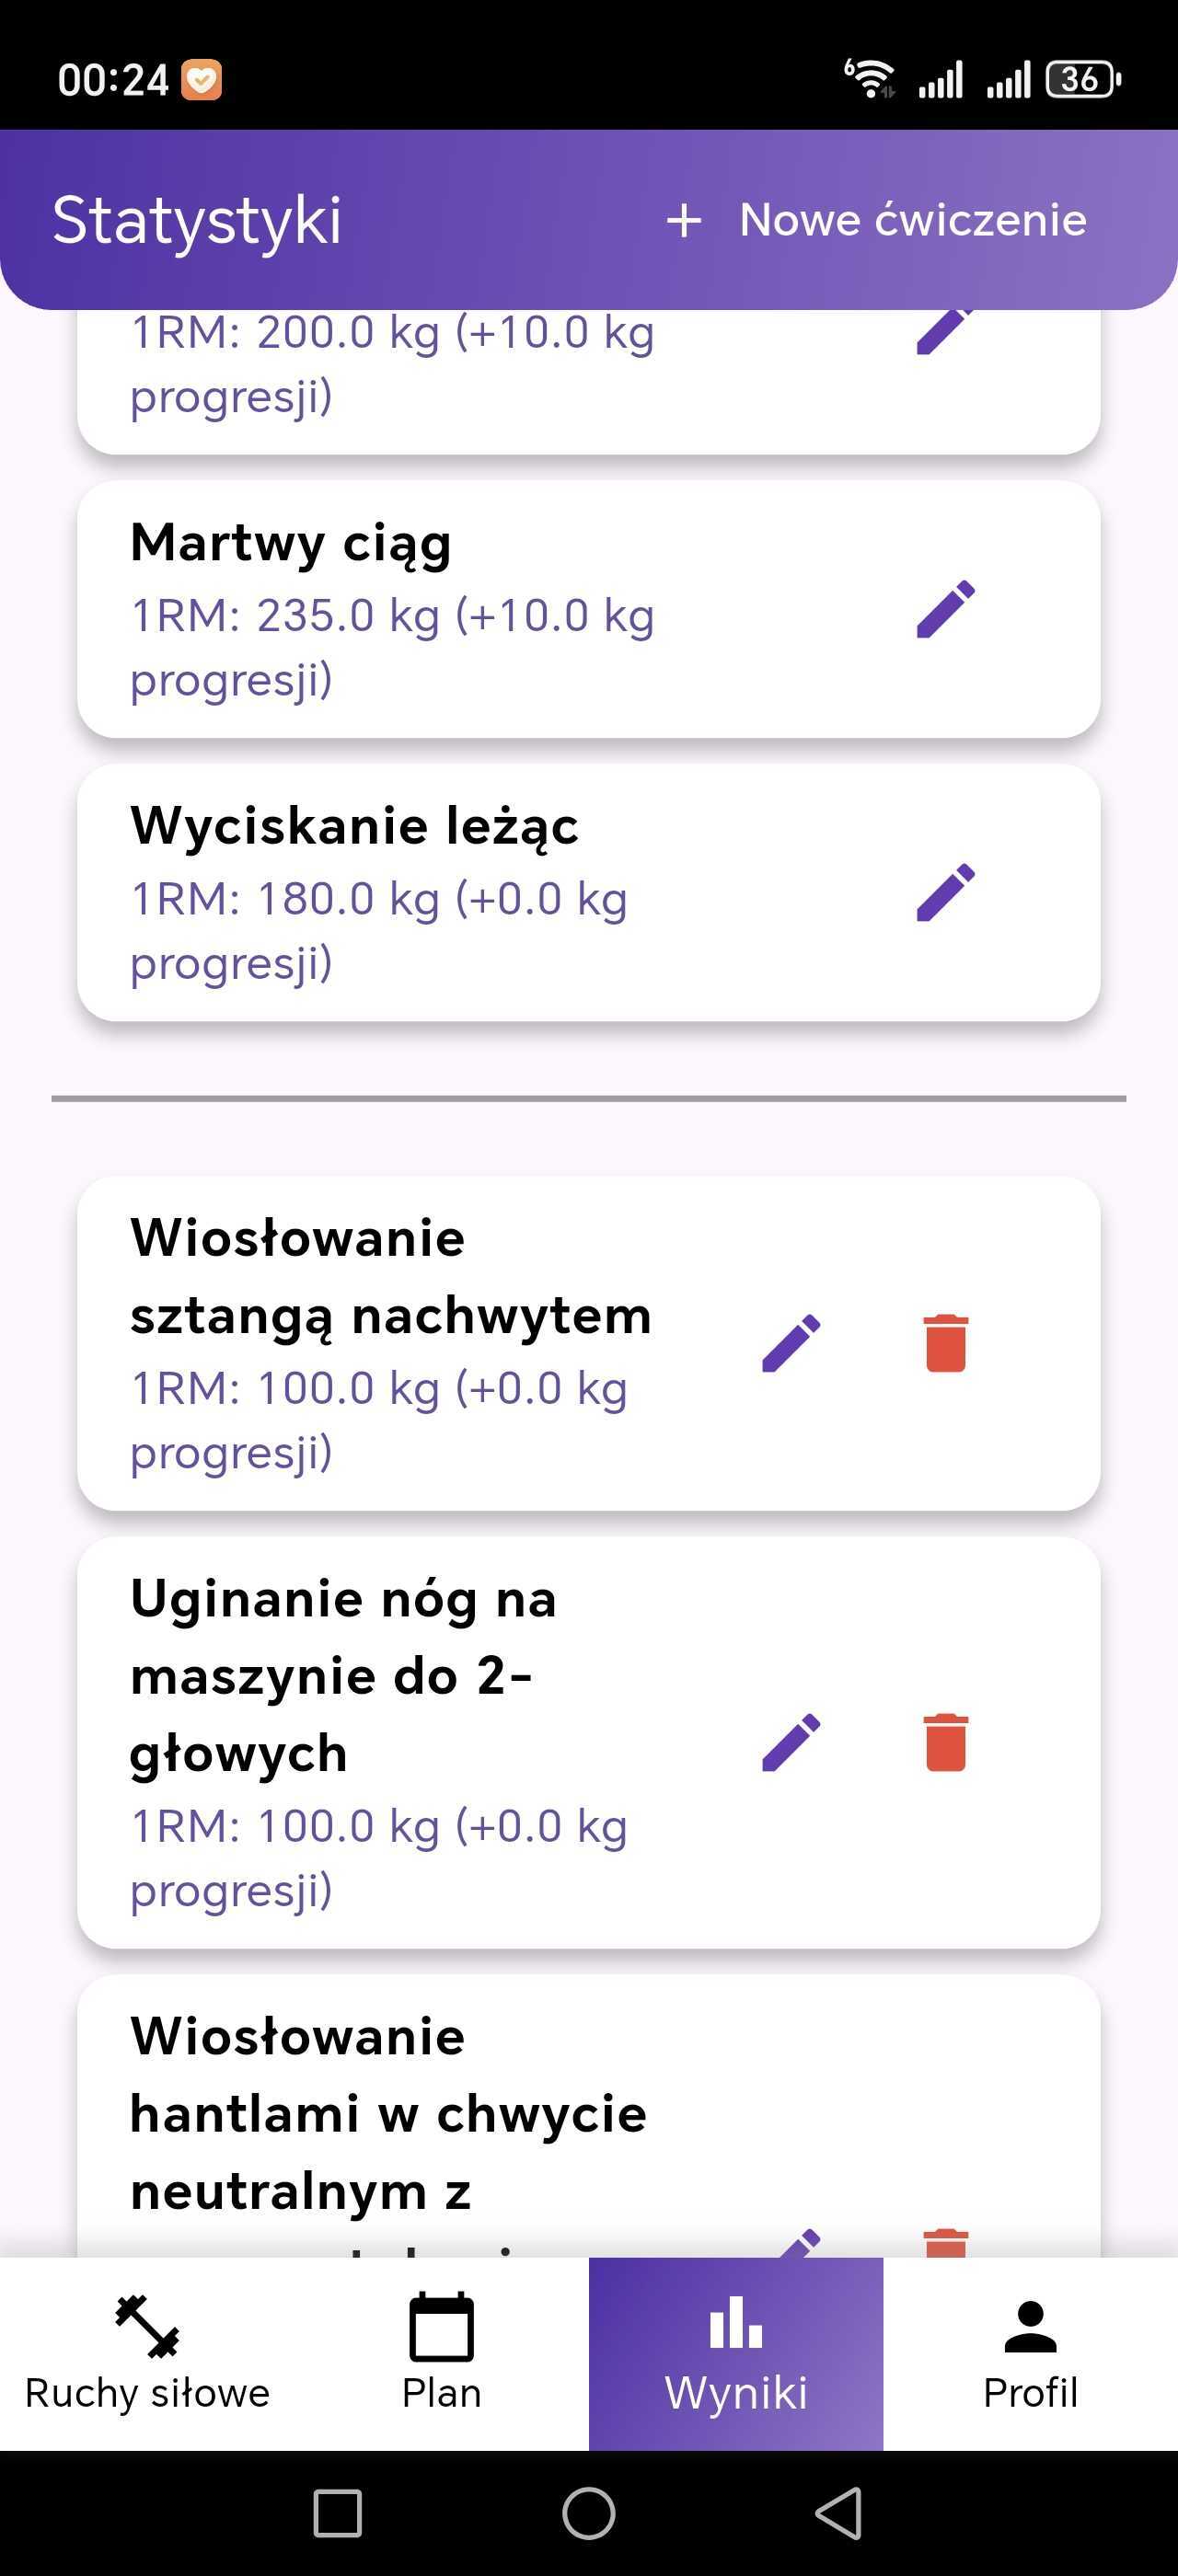 00:24
6
36
Statystyki
+ Nowe ćwiczenie
1RM: 200.0 kg (+10.0 kg
progresji)
Martwy ciąg
1RM: 235.0 kg (+10.0 kg
progresji)
Wyciskanie leżąc
1RM: 180.0 kg (+0.0 kg
progresji)
Wiosłowanie
sztangą nachwytem
1RM: 100.0 kg (+0.0 kg
progresji)
Uginanie nóg na
maszynie do 2-
głowych
1RM: 100.0 kg (+0.0 kg
progresji)
Wiosłowanie
hantlami w chwycie
neutralnym z
Ruchy siłowe
Plan
Wyniki
Profil